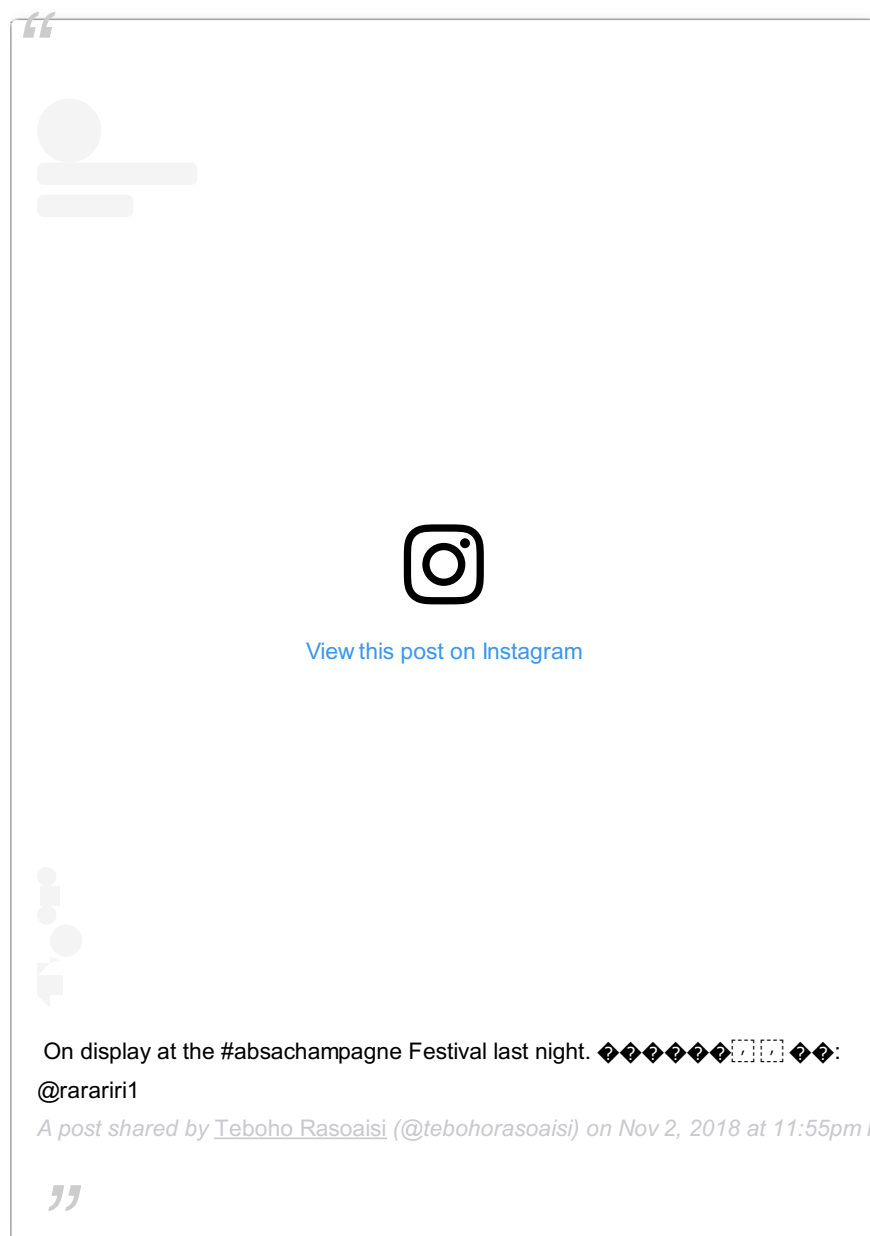 “
View this post on Instagram
On display at the #absachampagne Festival last night. ������ ��:
@rarariri1
A post shared by Teboho Rasoaisi (@tebohorasoaisi) on Nov 2, 2018 at 11:55pm
”